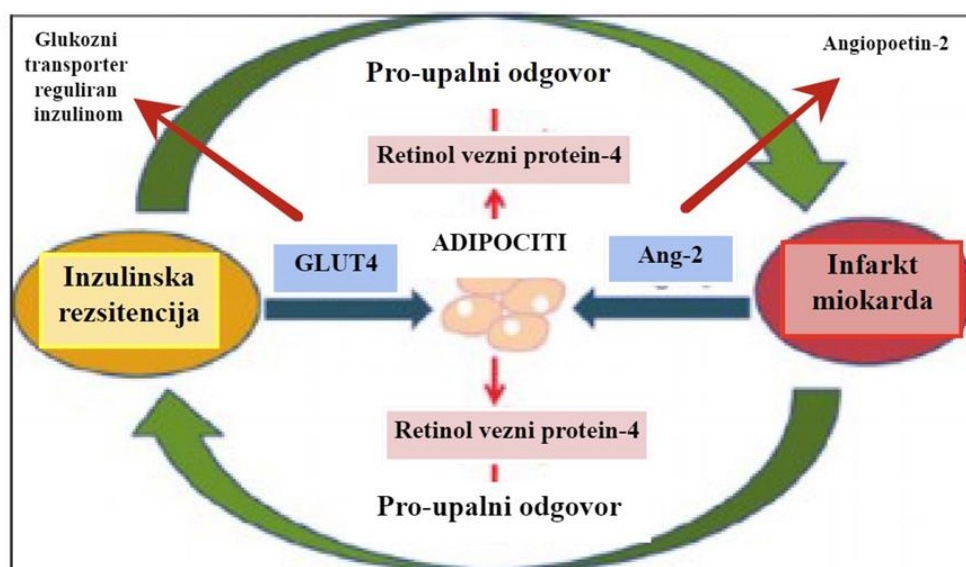 Glukozni
transporter
reguliran
inzulinom
Pro-upalni odgovor
Angiopoetin-2
Retinol vezni protein-4
ADIPOCITI
GLUT4
Ang-2
Inzulinska
rezsitencija
Infarkt
miokarda
Retinol vezni protein-4
Pro-upalni odgovor